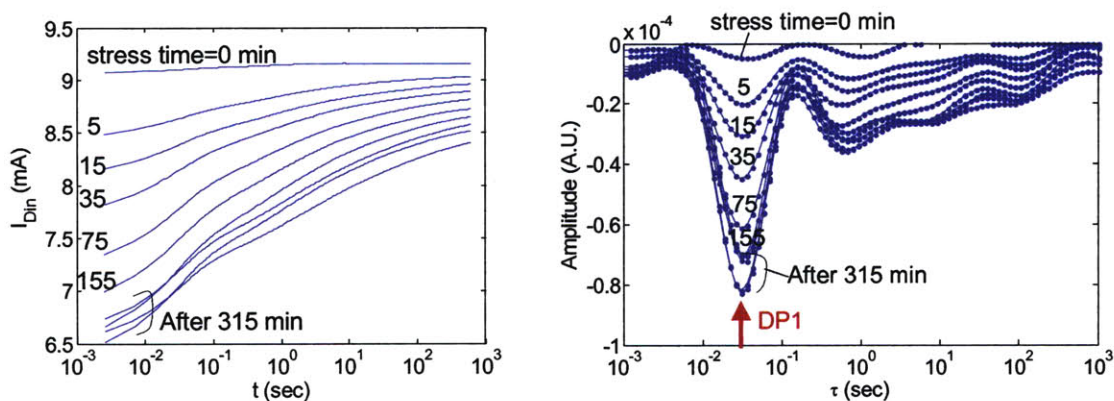 9.5
9
8.5
8
7.5
7
6.5
I_Din (mA)
stress time=0 min
5
15
35
75
155
After 315 min
10^-3 10^-2 10^-1 10^0 10^1 10^2 10^3
t (sec)
x 10^-4
stress time=0 min
0
-0.2
-0.4
-0.6
-0.8
-1
Amplitude (A.U.)
5
15
35
75
155
After 315 min
DP1
10^-3 10^-2 10^-1 10^0 10^1 10^2 10^3
τ (sec)